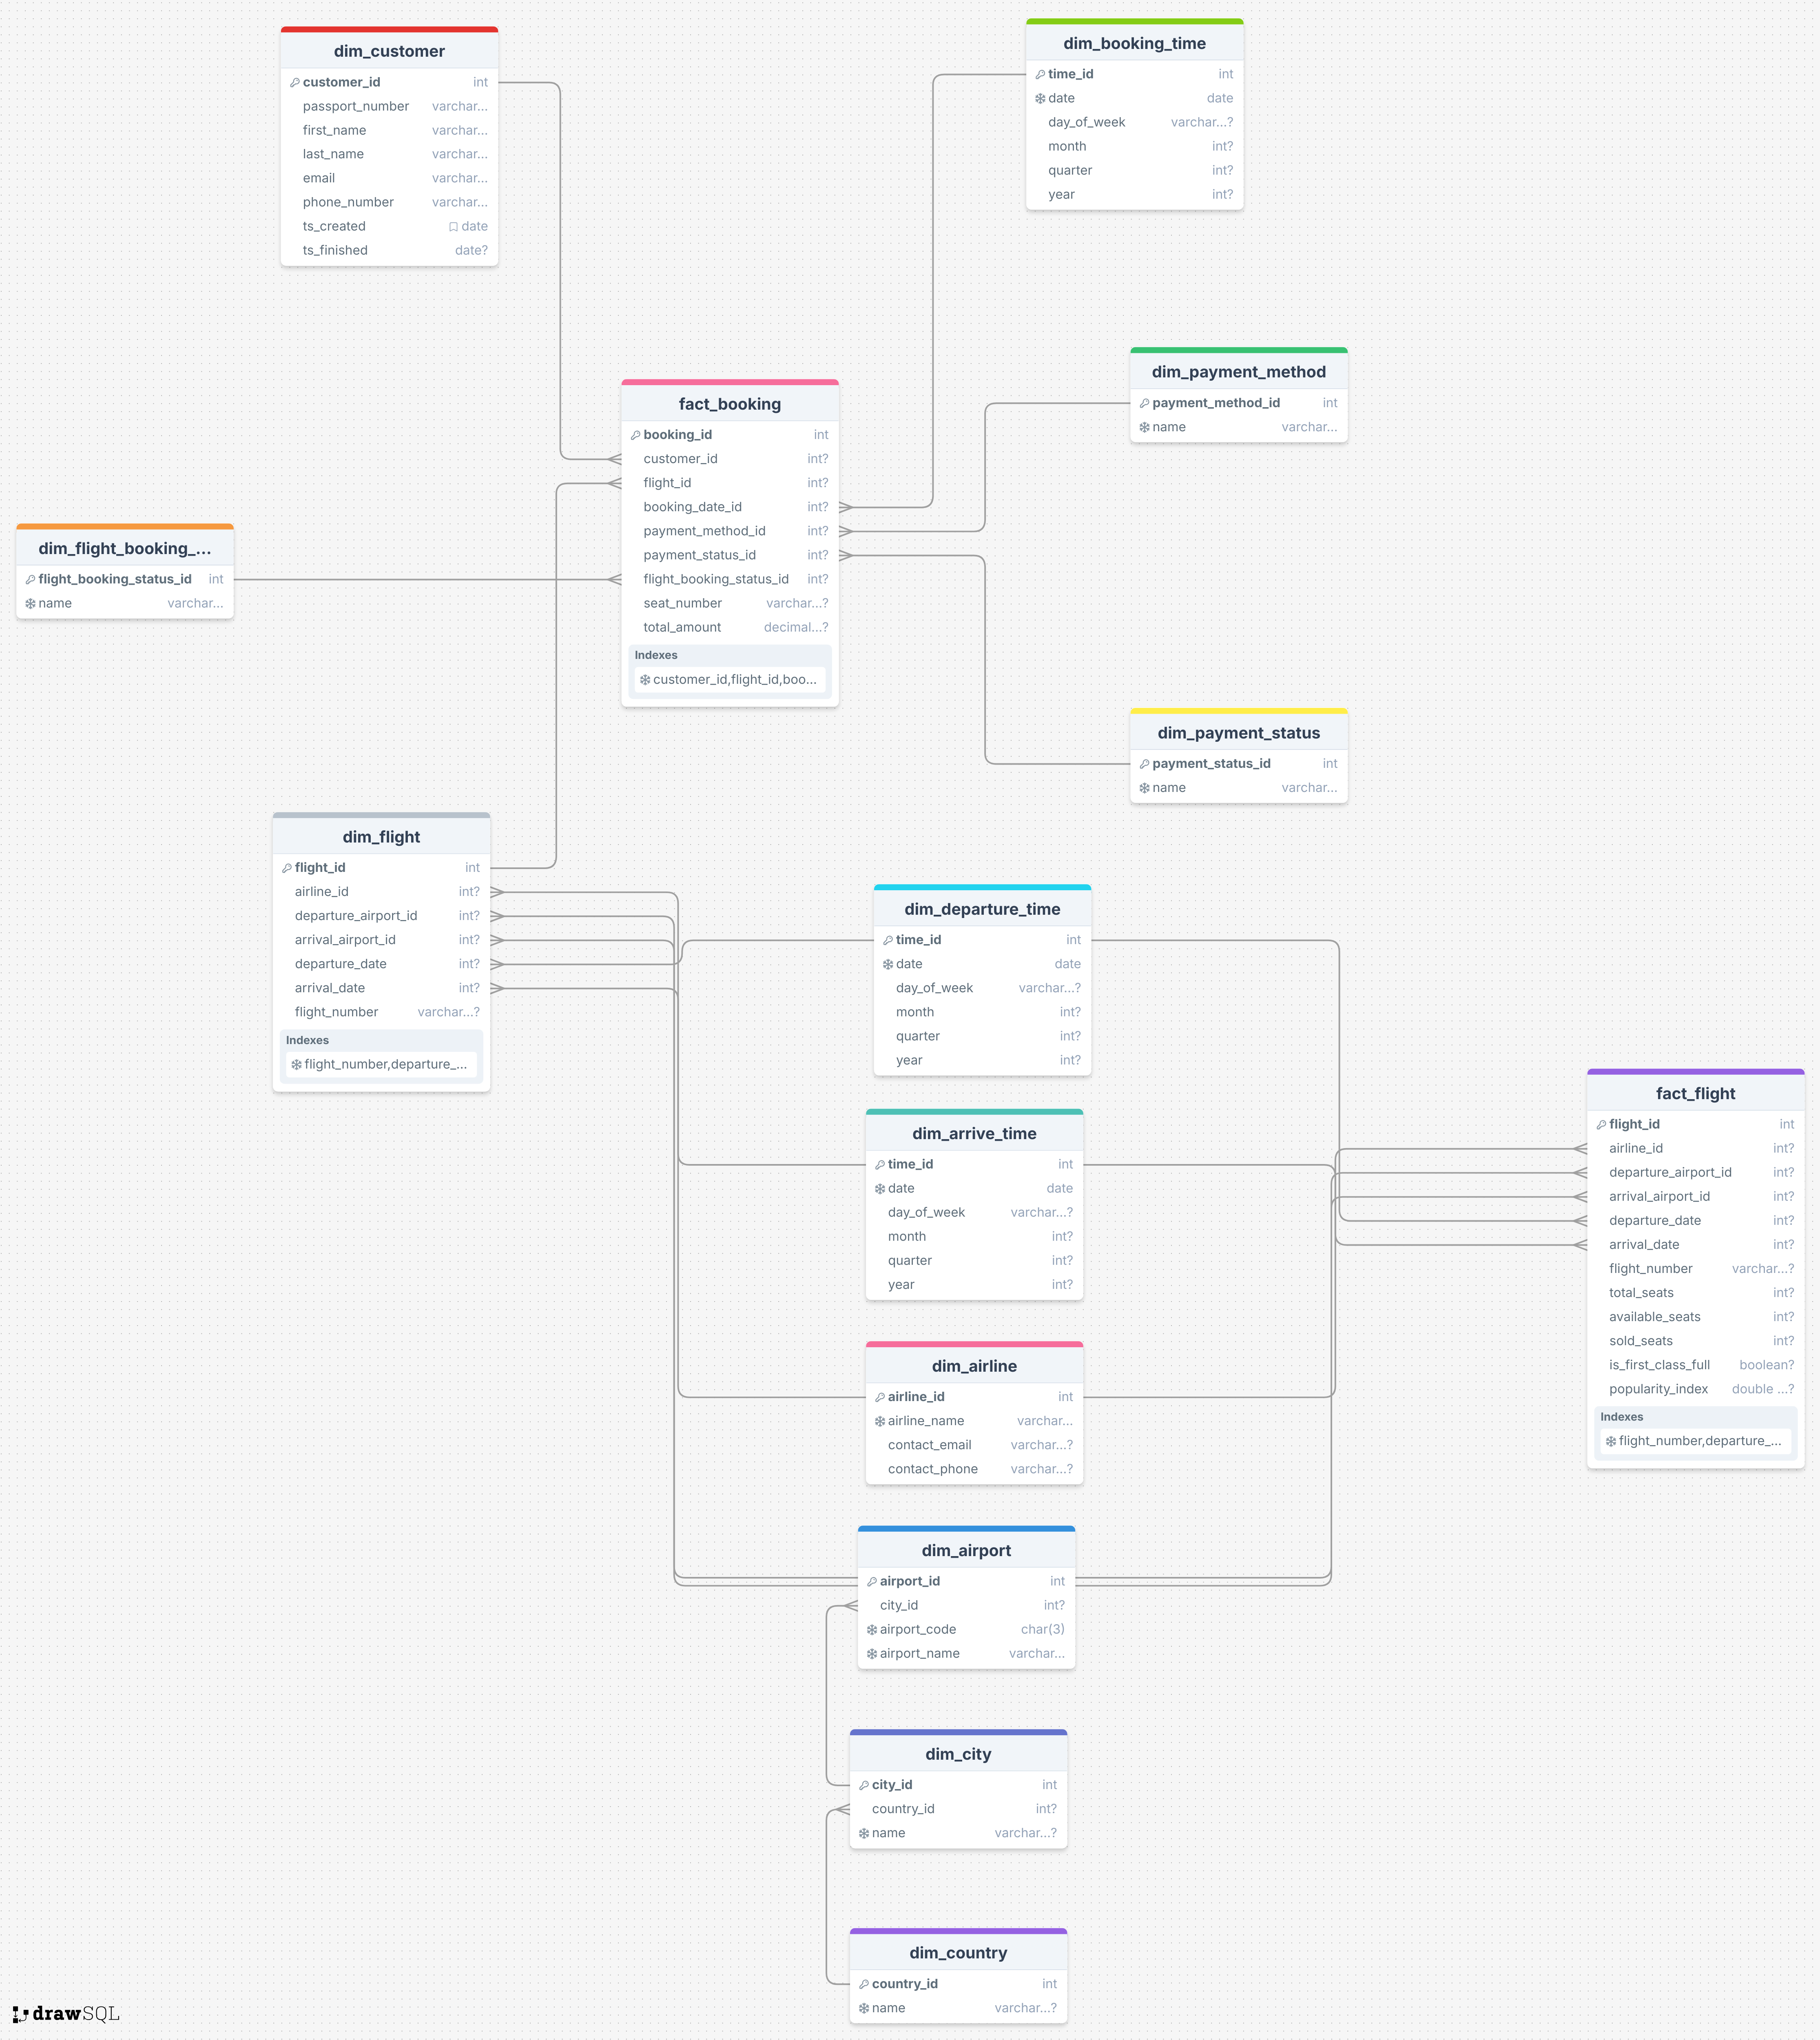 dim_customer
customer_id int
passport_number varchar...
first_name varchar...
last_name varchar...
email varchar...
phone_number varchar...
ts_created date
ts_finished date?
dim_booking_time
time_id int
date date
day_of_week varchar...?
month int?
quarter int?
year int?
dim_payment_method
payment_method_id int
name varchar...
fact_booking
booking_id int
customer_id int?
flight_id int?
booking_date_id int?
payment_method_id int?
payment_status_id int?
flight_booking_status_id int?
seat_number varchar...?
total_amount decimal...?
Indexes
customer_id,flight_id,boo...
dim_flight_booking_...
flight_booking_status_id int
name varchar...
dim_payment_status
payment_status_id int
name varchar...
dim_flight
flight_id int
airline_id int?
departure_airport_id int?
arrival_airport_id int?
departure_date int?
arrival_date int?
flight_number varchar...?
Indexes
flight_number,departure_...
dim_departure_time
time_id int
date date
day_of_week varchar...?
month int?
quarter int?
year int?
dim_arrive_time
time_id int
date date
day_of_week varchar...?
month int?
quarter int?
year int?
fact_flight
flight_id int
airline_id int?
departure_airport_id int?
arrival_airport_id int?
departure_date int?
arrival_date int?
flight_number varchar...?
total_seats int?
available_seats int?
sold_seats int?
is_first_class_full boolean?
popularity_index double ...?
Indexes
flight_number,departure_...
dim_airline
airline_id int
airline_name varchar...
contact_email varchar...?
contact_phone varchar...?
dim_airport
airport_id int
city_id int?
airport_code char(3)
airport_name varchar...
dim_city
city_id int
country_id int?
name varchar...?
dim_country
country_id int
name varchar...?
drawSQL